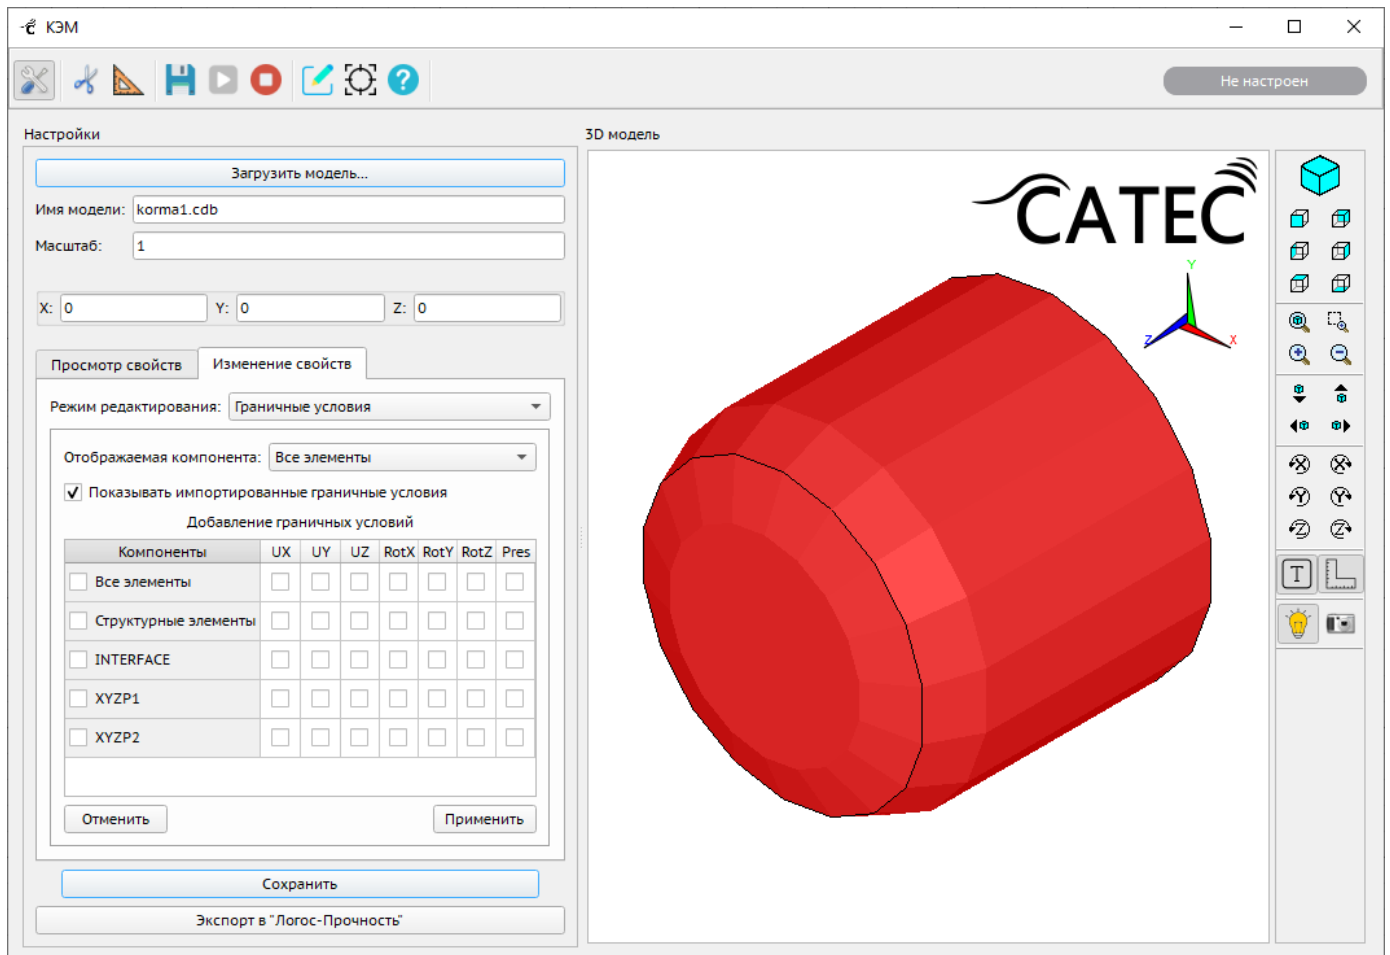 КЭМ
Не настроен
Настройки
3D модель
Загрузить модель...
CATEC
Имя модели: korma1.cdb
Масштаб: 1
X: 0 Y: 0 Z: 0
Y
Z X
Просмотр свойств Изменение свойств
Режим редактирования: Граничные условия
Отображаемая компонента: Все элементы
Показывать импортированные граничные условия
Добавление граничных условий
Компоненты UX UY UZ RotX RotY RotZ Pres
Все элементы
Структурные элементы
INTERFACE
XYZP1
XYZP2
Отменить Применить
Сохранить
Экспорт в "Логос-Прочность"
X X
Y Y
Z Z
T